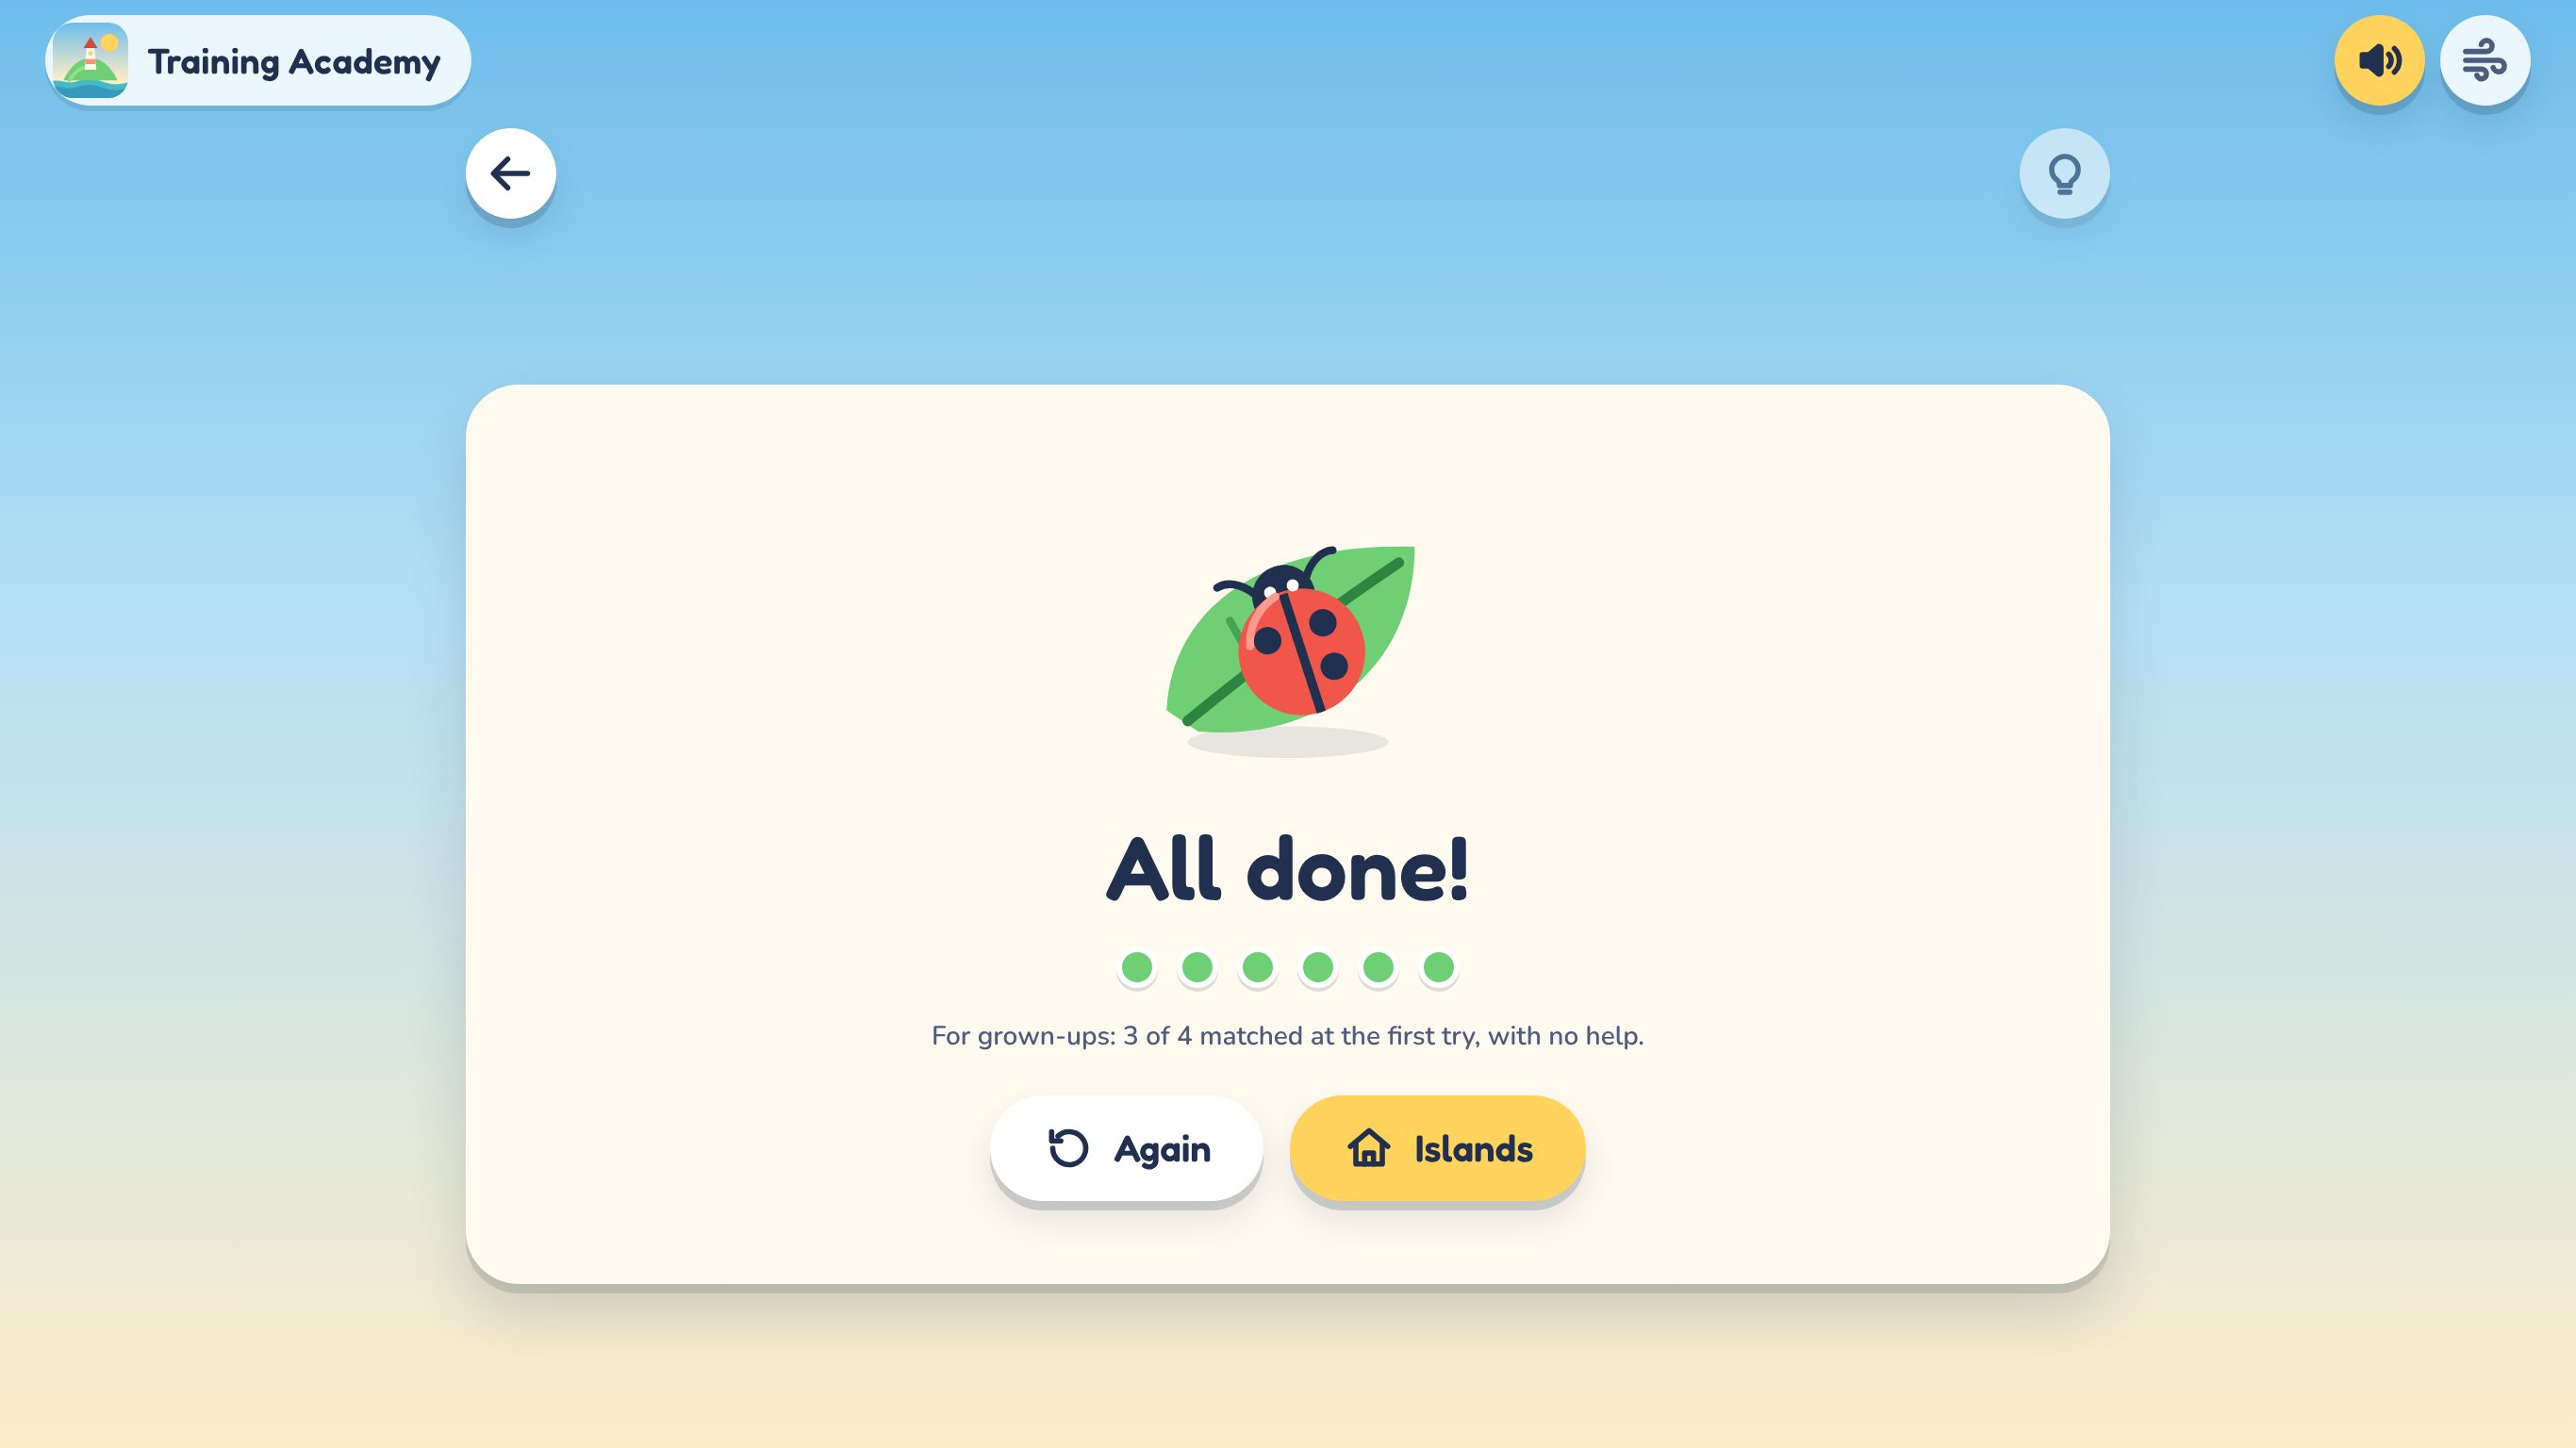 Training Academy
All done!
For grown-ups: 3 of 4 matched at the first try, with no help.
Again
Islands